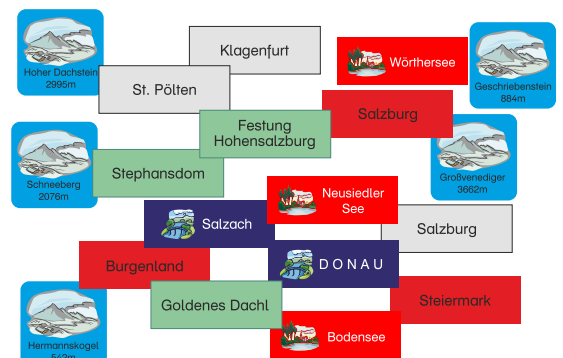 Klagenfurt
Wörthersee
Hoher Dachstein
2995m
St. Pölten
Geschriebenstein
884m
Salzburg
Festung
Hohensalzburg
Stephansdom
Schneeberg
2076m
Großvenediger
3662m
Neusiedler
See
Salzach
Salzburg
Burgenland
DONAU
Goldenes Dachl
Steiermark
Bodensee
Hermannskogel
542m